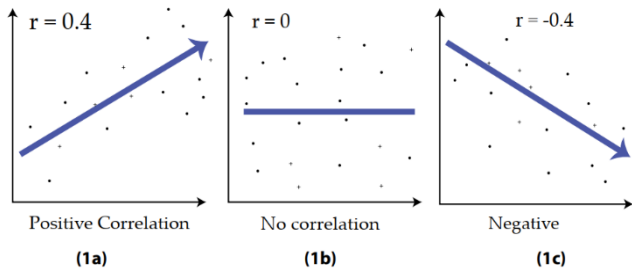 r = 0.4
r = 0
r = -0.4
Positive Correlation
No correlation
Negative
(1a)
(1b)
(1c)